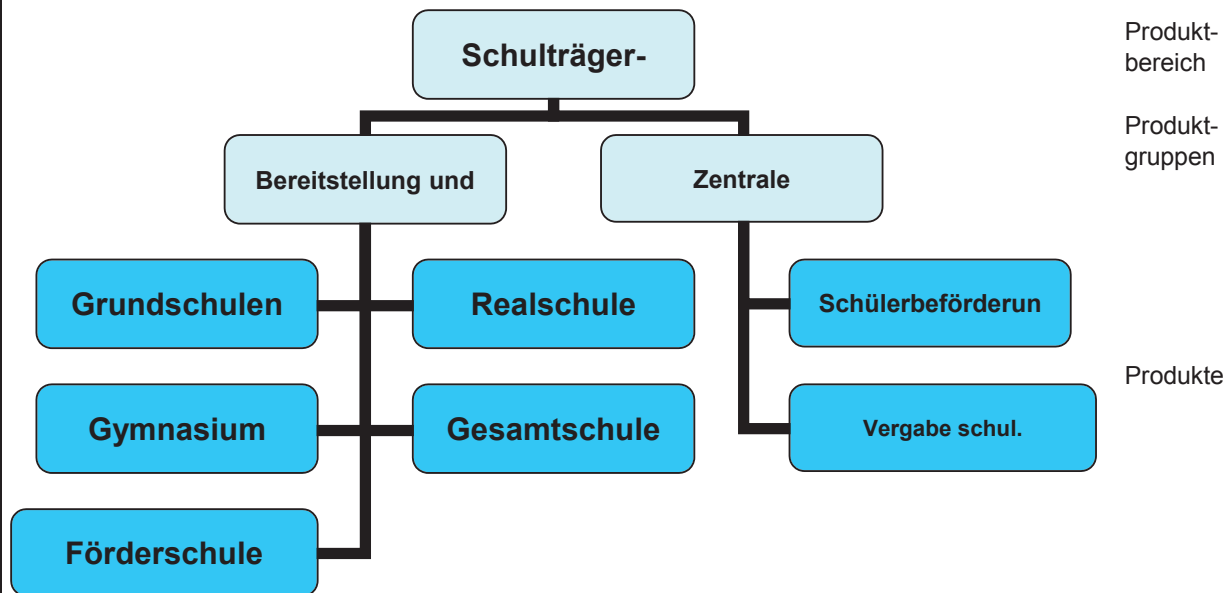 Schulträger-
Produkt-
bereich
Produkt-
gruppen
Bereitstellung und
Zentrale
Grundschulen
Realschule
Schülerbeförderun
Produkte
Gymnasium
Gesamtschule
Vergabe schul.
Förderschule